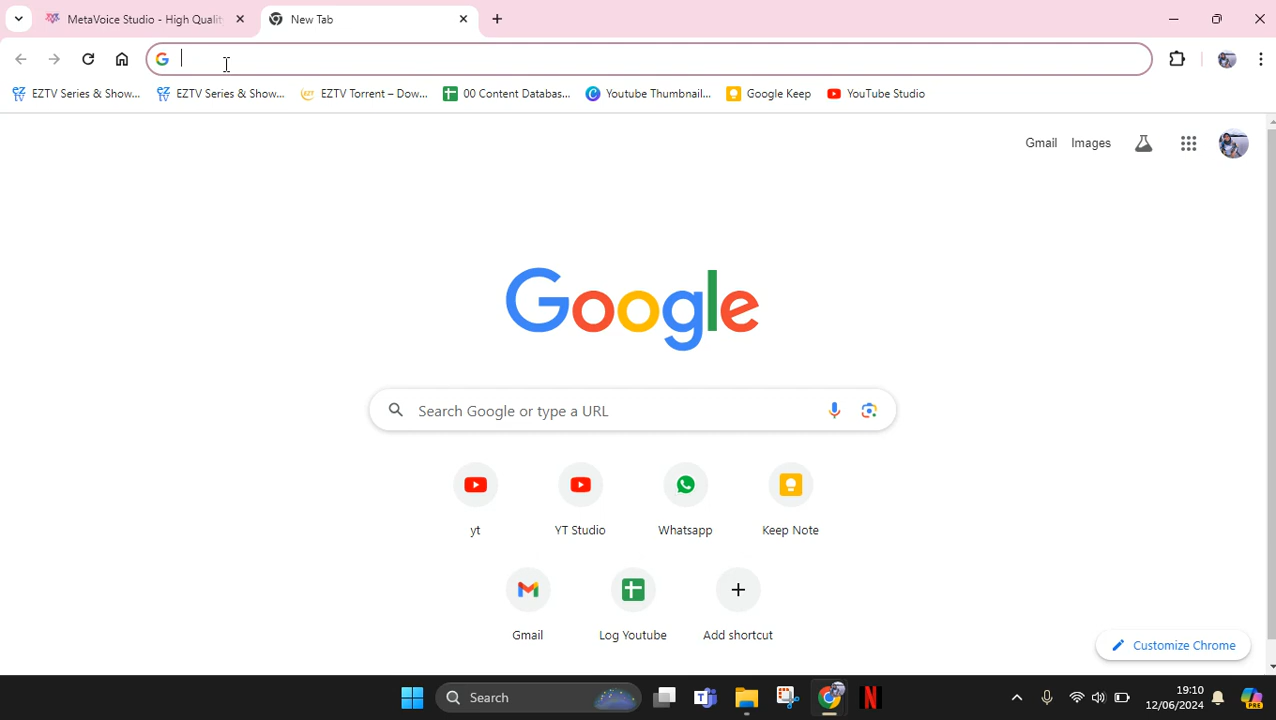 MetaVoice Studio - High Qualit
New Tab
EZTV Series & Show...
EZTV Series & Show...
EZTV Torrent – Dow...
00 Content Databas...
Youtube Thumbnail...
Google Keep
YouTube Studio
Gmail
Images
Google
Search Google or type a URL
yt
YT Studio
Whatsapp
Keep Note
Gmail
Log Youtube
Add shortcut
Customize Chrome
Search
19:10
12/06/2024